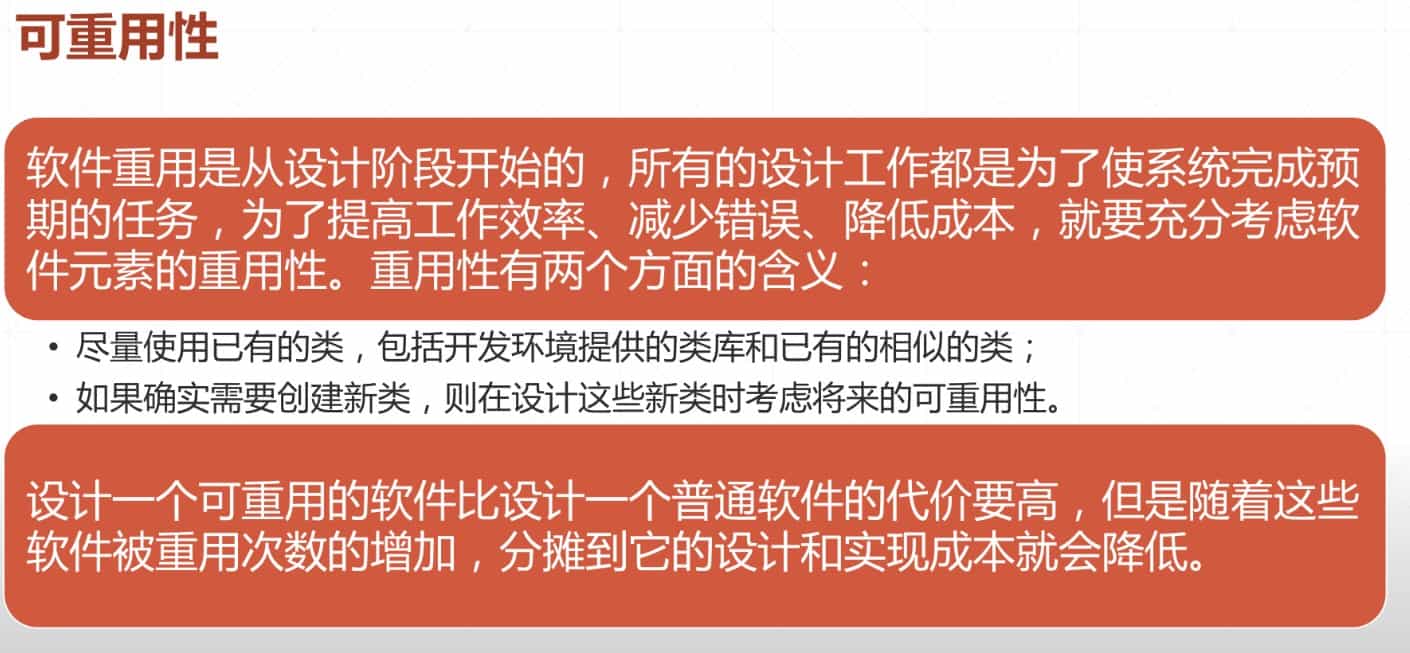 可重用性
软件重用是从设计阶段开始的，所有的设计工作都是为了使系统完成预
期的任务，为了提高工作效率、减少错误、降低成本，就要充分考虑软
件元素的重用性。重用性有两个方面的含义：
• 尽量使用已有的类，包括开发环境提供的类库和已有的相似的类；
• 如果确实需要创建新类，则在设计这些新类时考虑将来的可重用性。
设计一个可重用的软件比设计一个普通软件的代价要高，但是随着这些
软件被重用次数的增加，分摊到它的设计和实现成本就会降低。